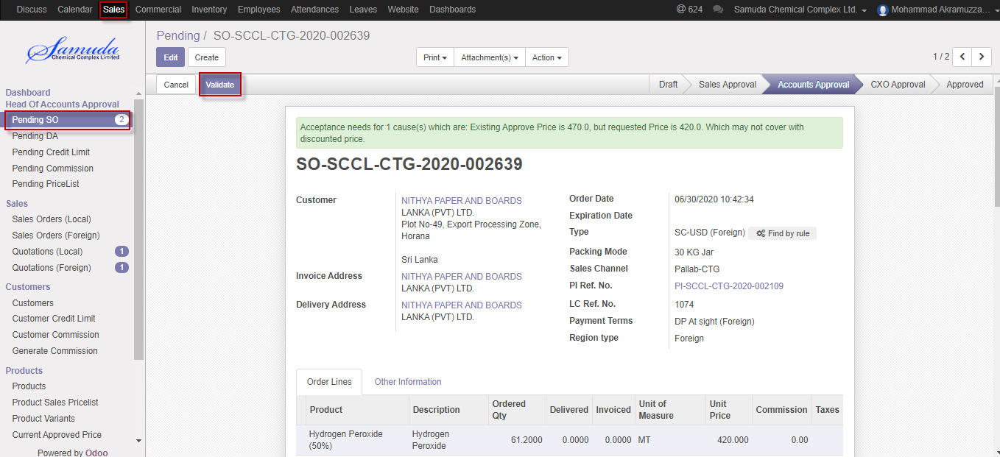 Discuss Calendar Sales Commercial Inventory Employees Attendances Leaves Website Dashboards @ 624 Samuda Chemical Complex Ltd. Mohammad Akramuzza...
Samuda
Chemical Complex Limited
Dashboard
Head Of Accounts Approval
Pending SO 2
Pending DA
Pending Credit Limit
Pending Commission
Pending PriceList
Sales
Sales Orders (Local)
Sales Orders (Foreign)
Quotations (Local) 1
Quotations (Foreign) 1
Customers
Customers
Customer Credit Limit
Customer Commission
Generate Commission
Products
Products
Product Sales Pricelist
Product Variants
Current Approved Price
Powered by Odoo
Pending / SO-SCCL-CTG-2020-002639
Edit Create Print Attachment(s) Action 1 / 2
Cancel Validate Draft Sales Approval Accounts Approval CXO Approval Approved
Acceptance needs for 1 cause(s) which are: Existing Approve Price is 470.0, but requested Price is 420.0. Which may not cover with
discounted price.
SO-SCCL-CTG-2020-002639
Customer NITHYA PAPER AND BOARDS
LANKA (PVT) LTD.
Plot No-49, Export Processing Zone,
Horana
Sri Lanka
Invoice Address NITHYA PAPER AND BOARDS
LANKA (PVT) LTD.
Delivery Address NITHYA PAPER AND BOARDS
LANKA (PVT) LTD.
Order Date 06/30/2020 10:42:34
Expiration Date
Type SC-USD (Foreign) Find by rule
Packing Mode 30 KG Jar
Sales Channel Pallab-CTG
PI Ref. No. PI-SCCL-CTG-2020-002109
LC Ref. No. 1074
Payment Terms DP At sight (Foreign)
Region type Foreign
Order Lines Other Information
Product Description Ordered Qty Delivered Invoiced Unit of Measure Unit Price Commission Taxes
Hydrogen Peroxide (50%) Hydrogen Peroxide 61.2000 0.0000 0.0000 MT 420.000 0.00